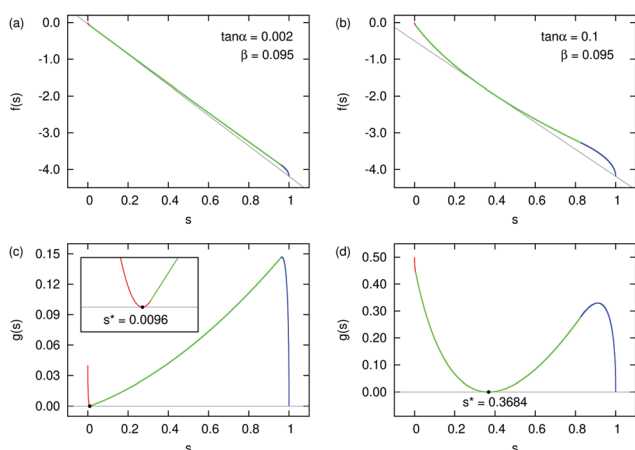 (a)
tanα = 0.002
β = 0.095
0.0
-1.0
-2.0
-3.0
-4.0
f(s)
0 0.2 0.4 0.6 0.8 1
s
(b)
tanα = 0.1
β = 0.095
0.0
-1.0
-2.0
-3.0
-4.0
f(s)
0 0.2 0.4 0.6 0.8 1
s
(c)
0.15
0.12
0.09
0.06
0.03
0.00
g(s)
s* = 0.0096
0 0.2 0.4 0.6 0.8 1
s
(d)
0.50
0.40
0.30
0.20
0.10
0.00
g(s)
s* = 0.3684
0 0.2 0.4 0.6 0.8 1
s